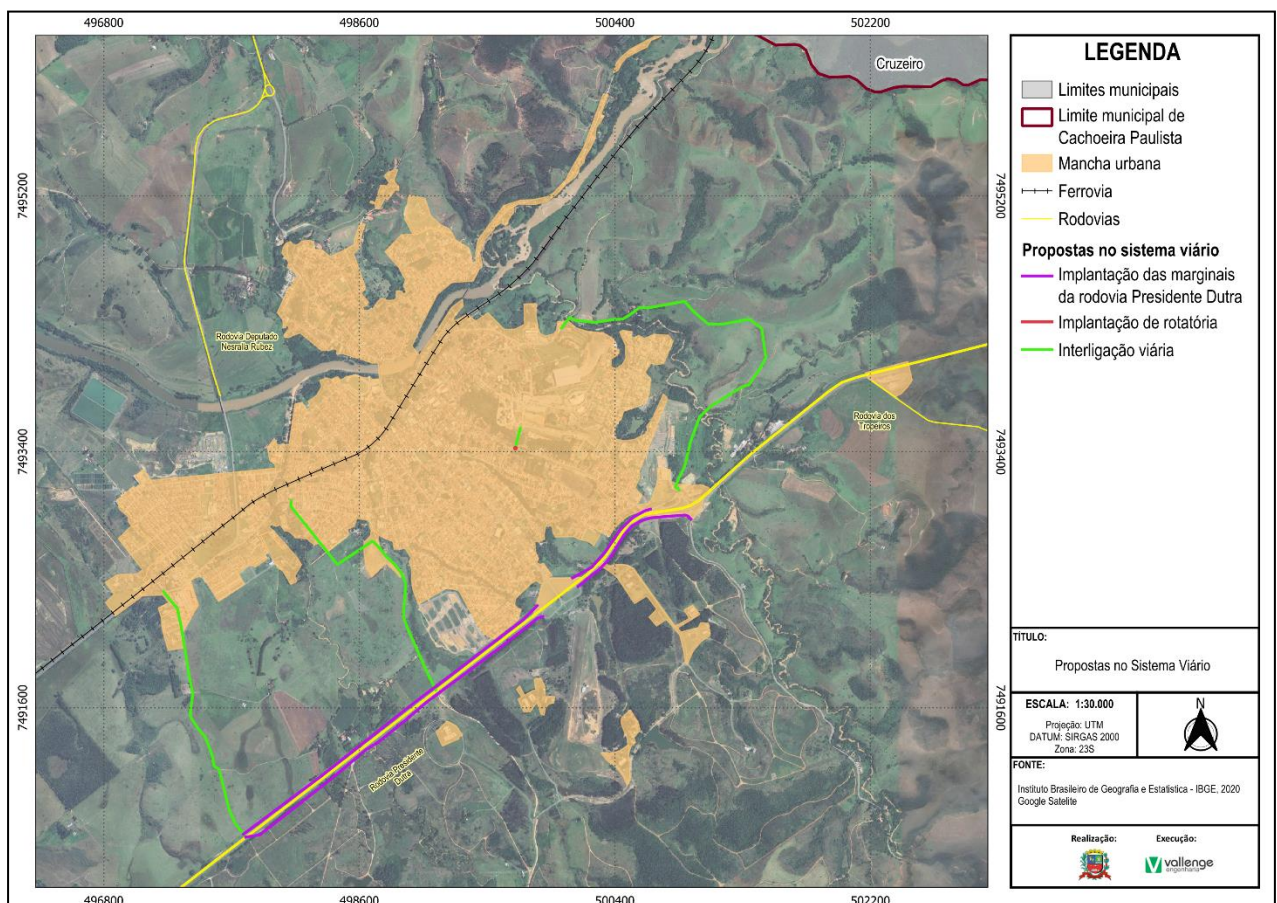 496800 498600 500400 502200
Cruzeiro
7495200 7495200
Rodovia Deputado
Nesralla Rubez
Rodovia dos
Tropeiros
7493400 7493400
7491600 7491600
Rodovia Presidente
Dutra
496800 498600 500400 502200
LEGENDA
Limites municipais
Limite municipal de
Cachoeira Paulista
Mancha urbana
Ferrovia
Rodovias
Propostas no sistema viário
Implantação das marginais
da rodovia Presidente Dutra
Implantação de rotatória
Interligação viária
TÍTULO:
Propostas no Sistema Viário
ESCALA: 1:30.000
Projeção: UTM
DATUM: SIRGAS 2000
Zona: 23S
N
FONTE:
Instituto Brasileiro de Geografia e Estatística - IBGE, 2020
Google Satelite
Realização: Execução:
vallenge
engenharia